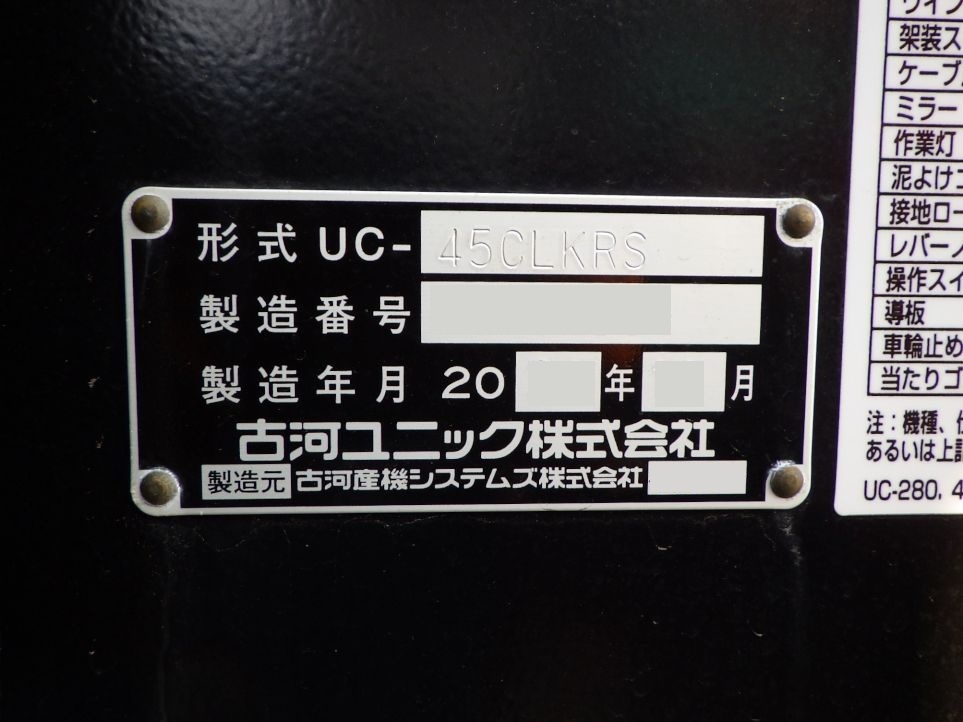 形式 UC-45CLKRS
製造番号
製造年月 20 年 月
古河ユニック株式会社
製造元 古河産機システムズ株式会社
架装ス
ケーブ
ミラー
作業灯
泥よけ
接地ロー
レバー
操作スイ
導板
車輪止め
当たりゴ
注：機種、
あるいは上記
UC-280, 4